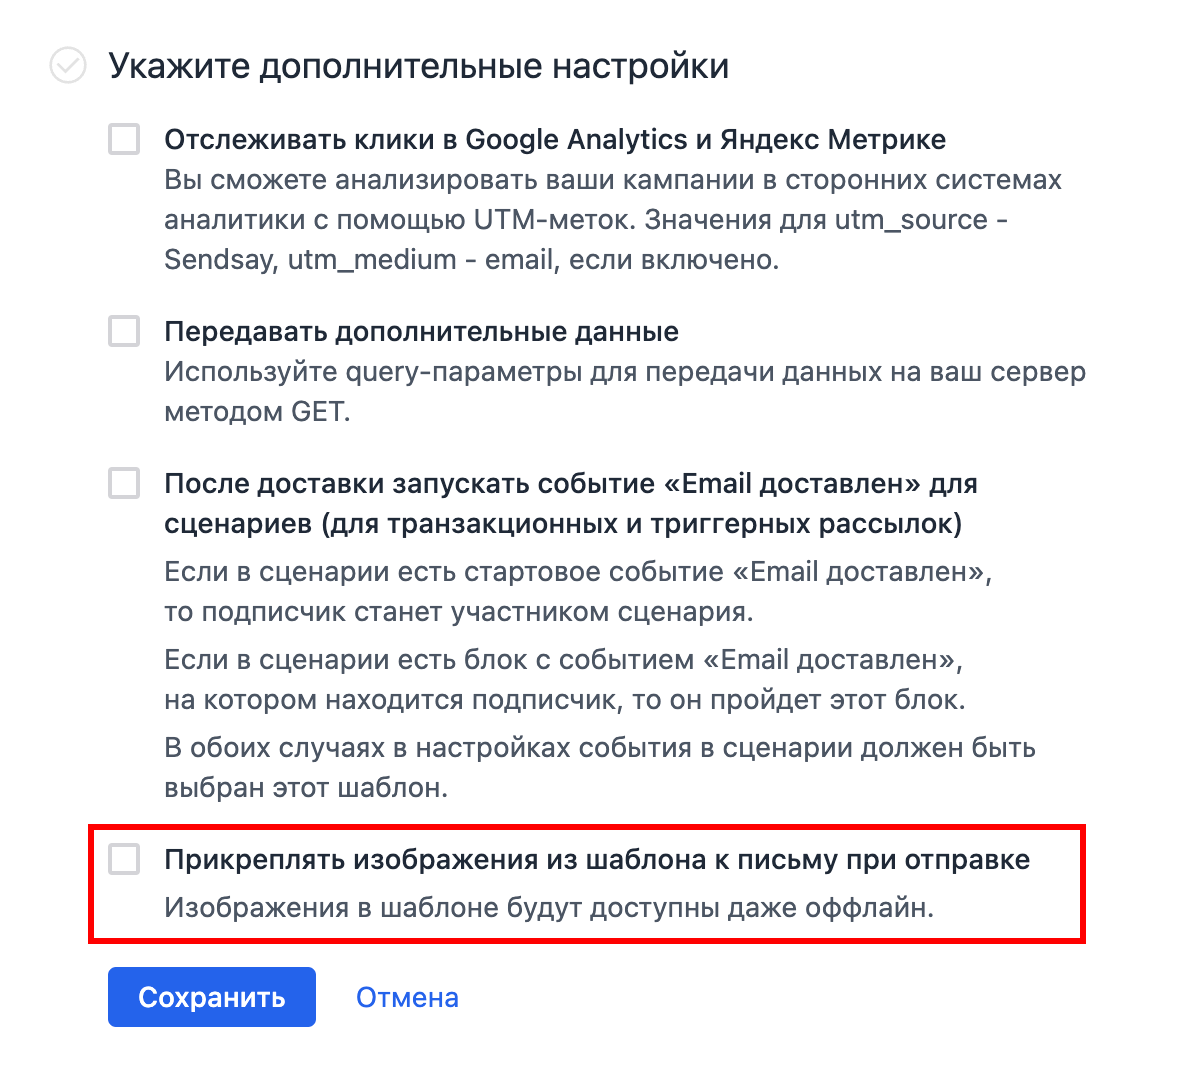 Укажите дополнительные настройки
Отслеживать клики в Google Analytics и Яндекс Метрике
Вы сможете анализировать ваши кампании в сторонних системах
аналитики с помощью UTM-меток. Значения для utm_source -
Sendsay, utm_medium - email, если включено.
Передавать дополнительные данные
Используйте query-параметры для передачи данных на ваш сервер
методом GET.
После доставки запускать событие «Email доставлен» для
сценариев (для транзакционных и триггерных рассылок)
Если в сценарии есть стартовое событие «Email доставлен»,
то подписчик станет участником сценария.
Если в сценарии есть блок с событием «Email доставлен»,
на котором находится подписчик, то он пройдет этот блок.
В обоих случаях в настройках события в сценарии должен быть
выбран этот шаблон.
Прикреплять изображения из шаблона к письму при отправке
Изображения в шаблоне будут доступны даже оффлайн.
Сохранить Отмена